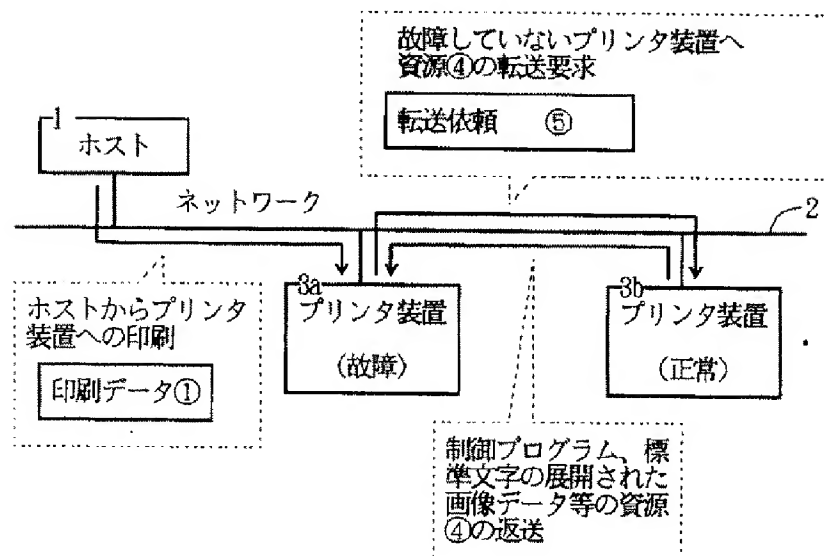 故障していないプリンタ装置へ
資源④の転送要求
転送依頼 ⑤
1
ホスト
ネットワーク
2
ホストからプリンタ
装置への印刷
印刷データ①
3a
プリンタ装置
(故障)
3b
プリンタ装置
(正常)
制御プログラム、標
準文字の展開された
画像データ等の資源
④の返送